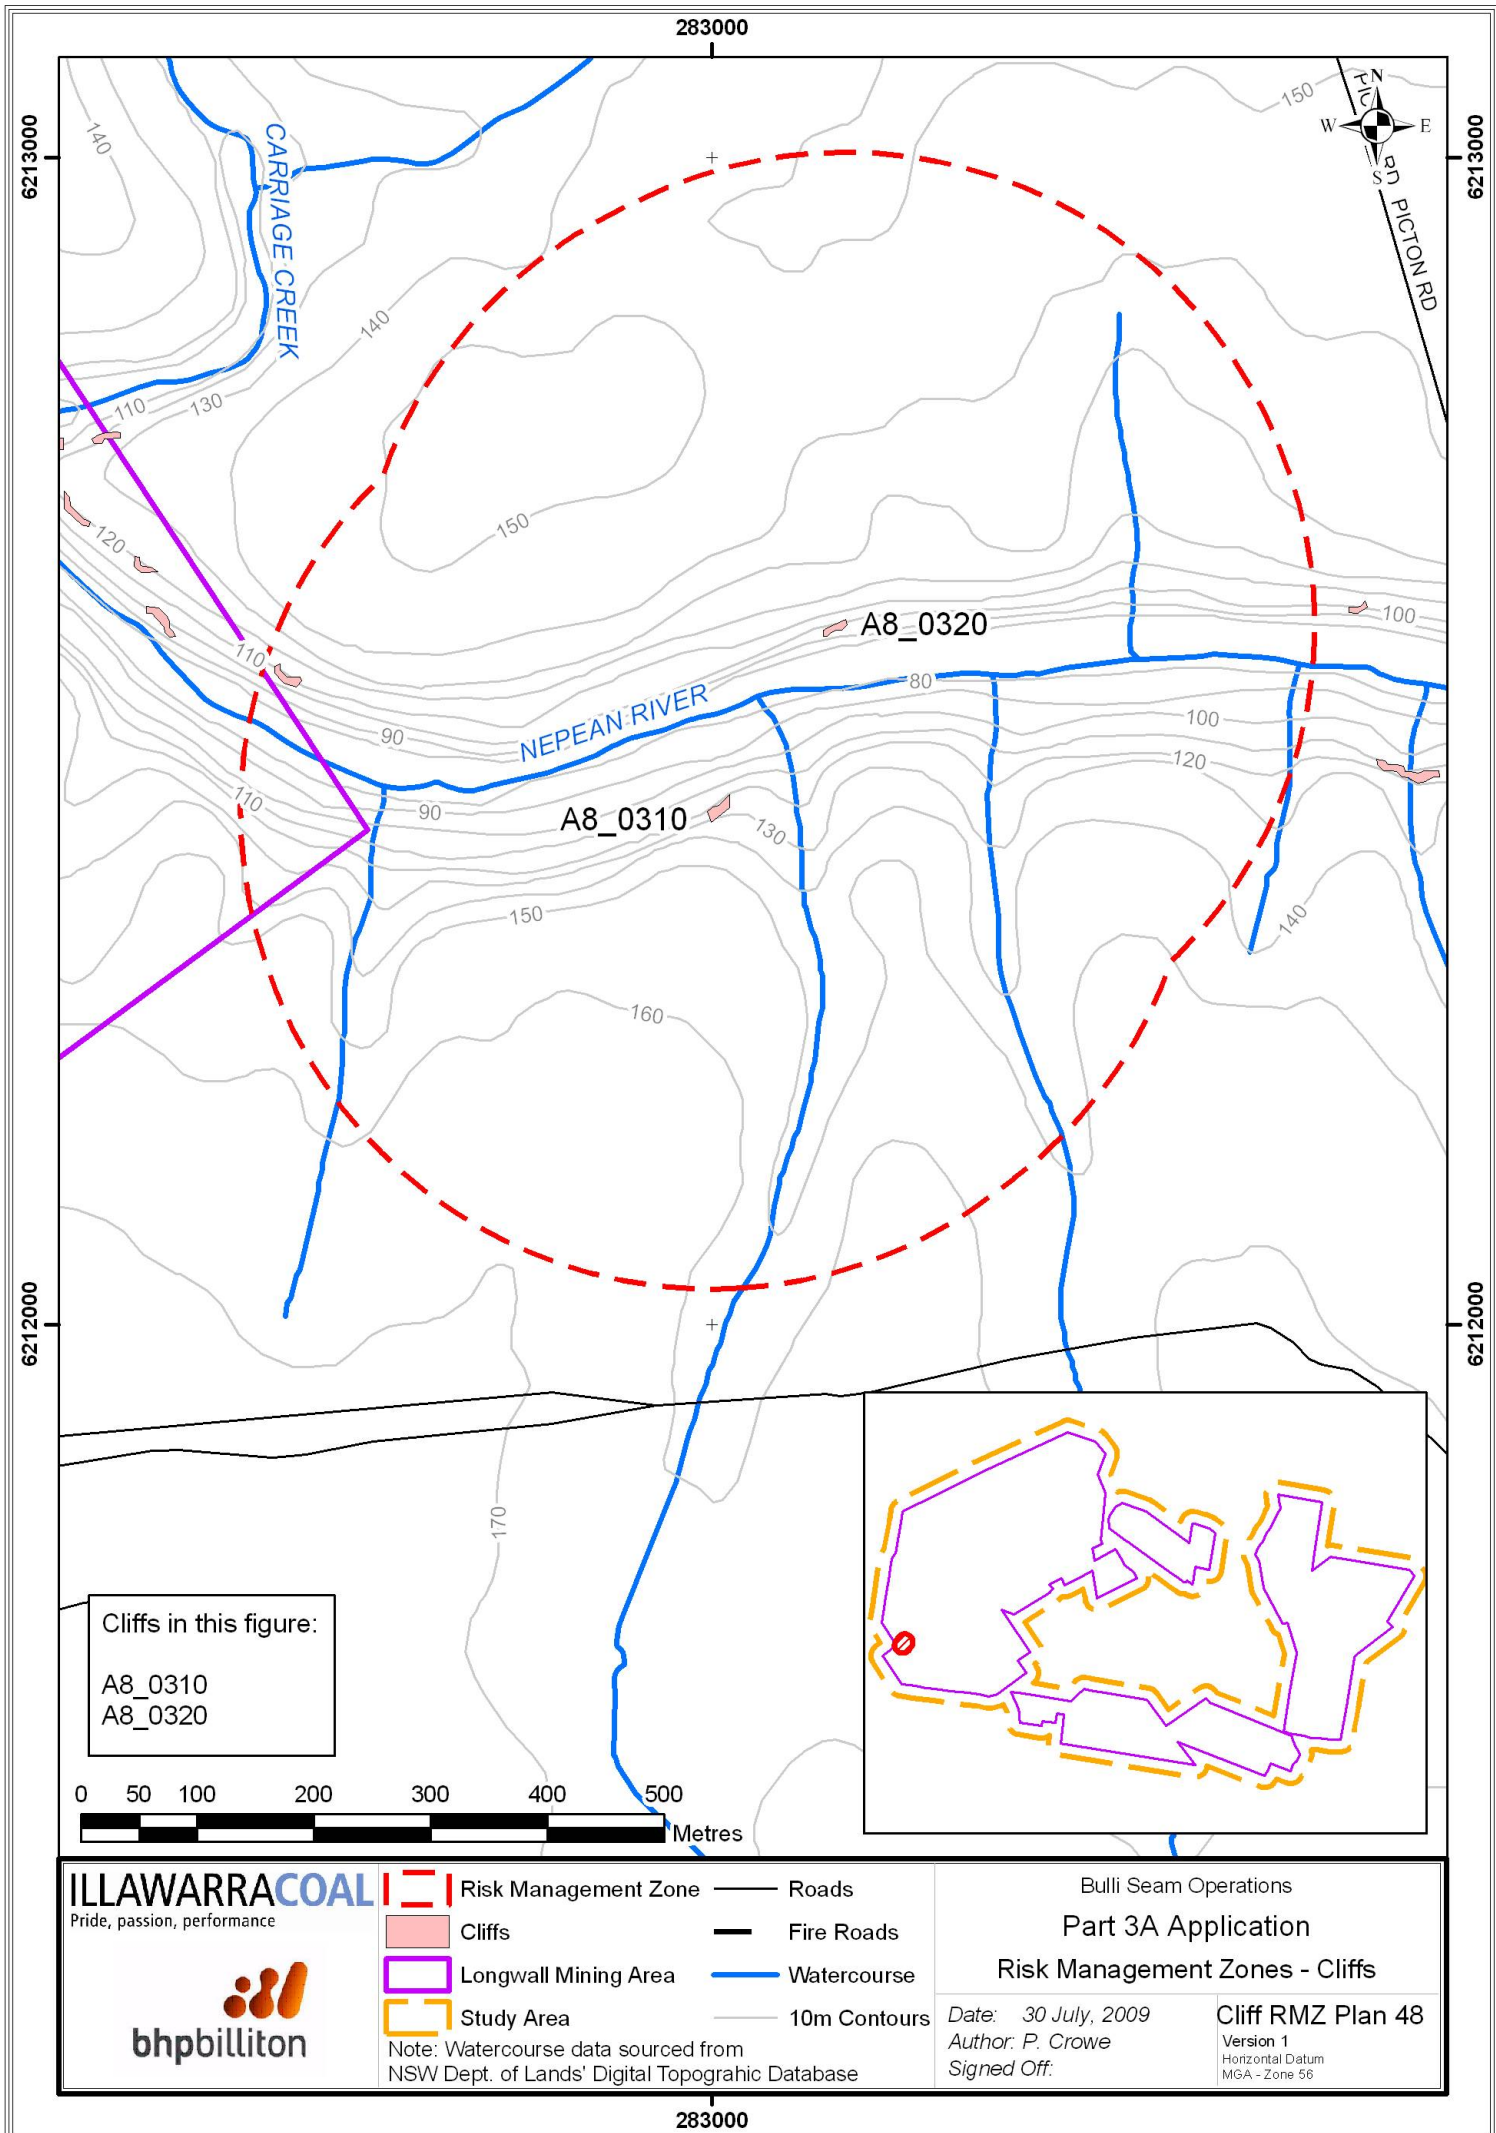 283000
6213000
6213000
150
N
W E
S
PIC
RD
PICTON RD
140
CARRIAGE CREEK
140
110
130
120
150
A8_0320
100
110
80
NEPEAN RIVER
90
100
120
110
90
A8_0310
130
150
140
160
6212000
6212000
170
Cliffs in this figure:
A8_0310
A8_0320
0 50 100 200 300 400 500
Metres
ILLAWARRACOAL
Pride, passion, performance
bhpbilliton
Risk Management Zone
Cliffs
Longwall Mining Area
Study Area
Roads
Fire Roads
Watercourse
10m Contours
Note: Watercourse data sourced from
NSW Dept. of Lands' Digital Topograhic Database
Bulli Seam Operations
Part 3A Application
Risk Management Zones - Cliffs
Date: 30 July, 2009
Author: P. Crowe
Signed Off:
Cliff RMZ Plan 48
Version 1
Horizontal Datum
MGA - Zone 56
283000